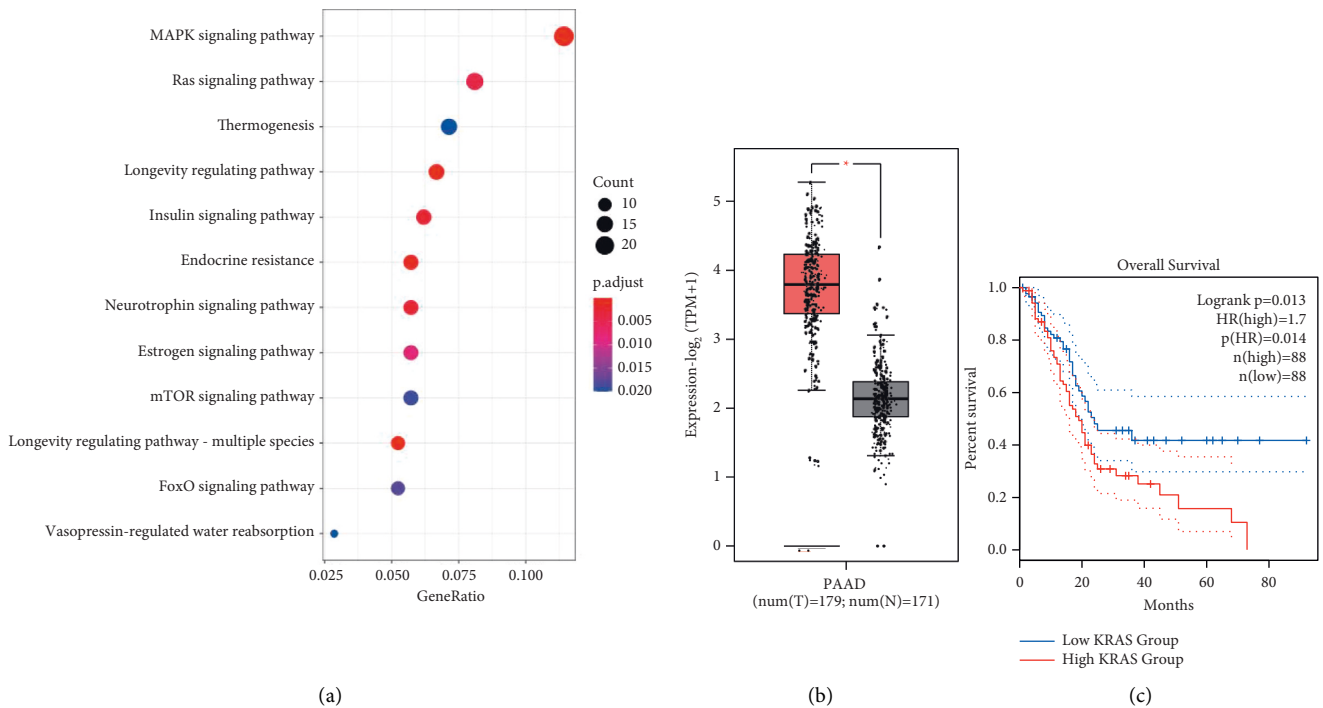 MAPK signaling pathway
Ras signaling pathway
Thermogenesis
Longevity regulating pathway
Insulin signaling pathway
Endocrine resistance
Neurotrophin signaling pathway
Estrogen signaling pathway
mTOR signaling pathway
Longevity regulating pathway - multiple species
FoxO signaling pathway
Vasopressin-regulated water reabsorption
0.025 0.050 0.075 0.100
GeneRatio
Count
10
15
20
p.adjust
0.005
0.010
0.015
0.020
(a)
Expression-log2 (TPM+1)
5
4
3
2
1
0
*
PAAD
(num(T)=179; num(N)=171)
(b)
Overall Survival
Percent survival
1.0
0.8
0.6
0.4
0.2
0.0
Logrank p=0.013
HR(high)=1.7
p(HR)=0.014
n(high)=88
n(low)=88
0 20 40 60 80
Months
Low KRAS Group
High KRAS Group
(c)